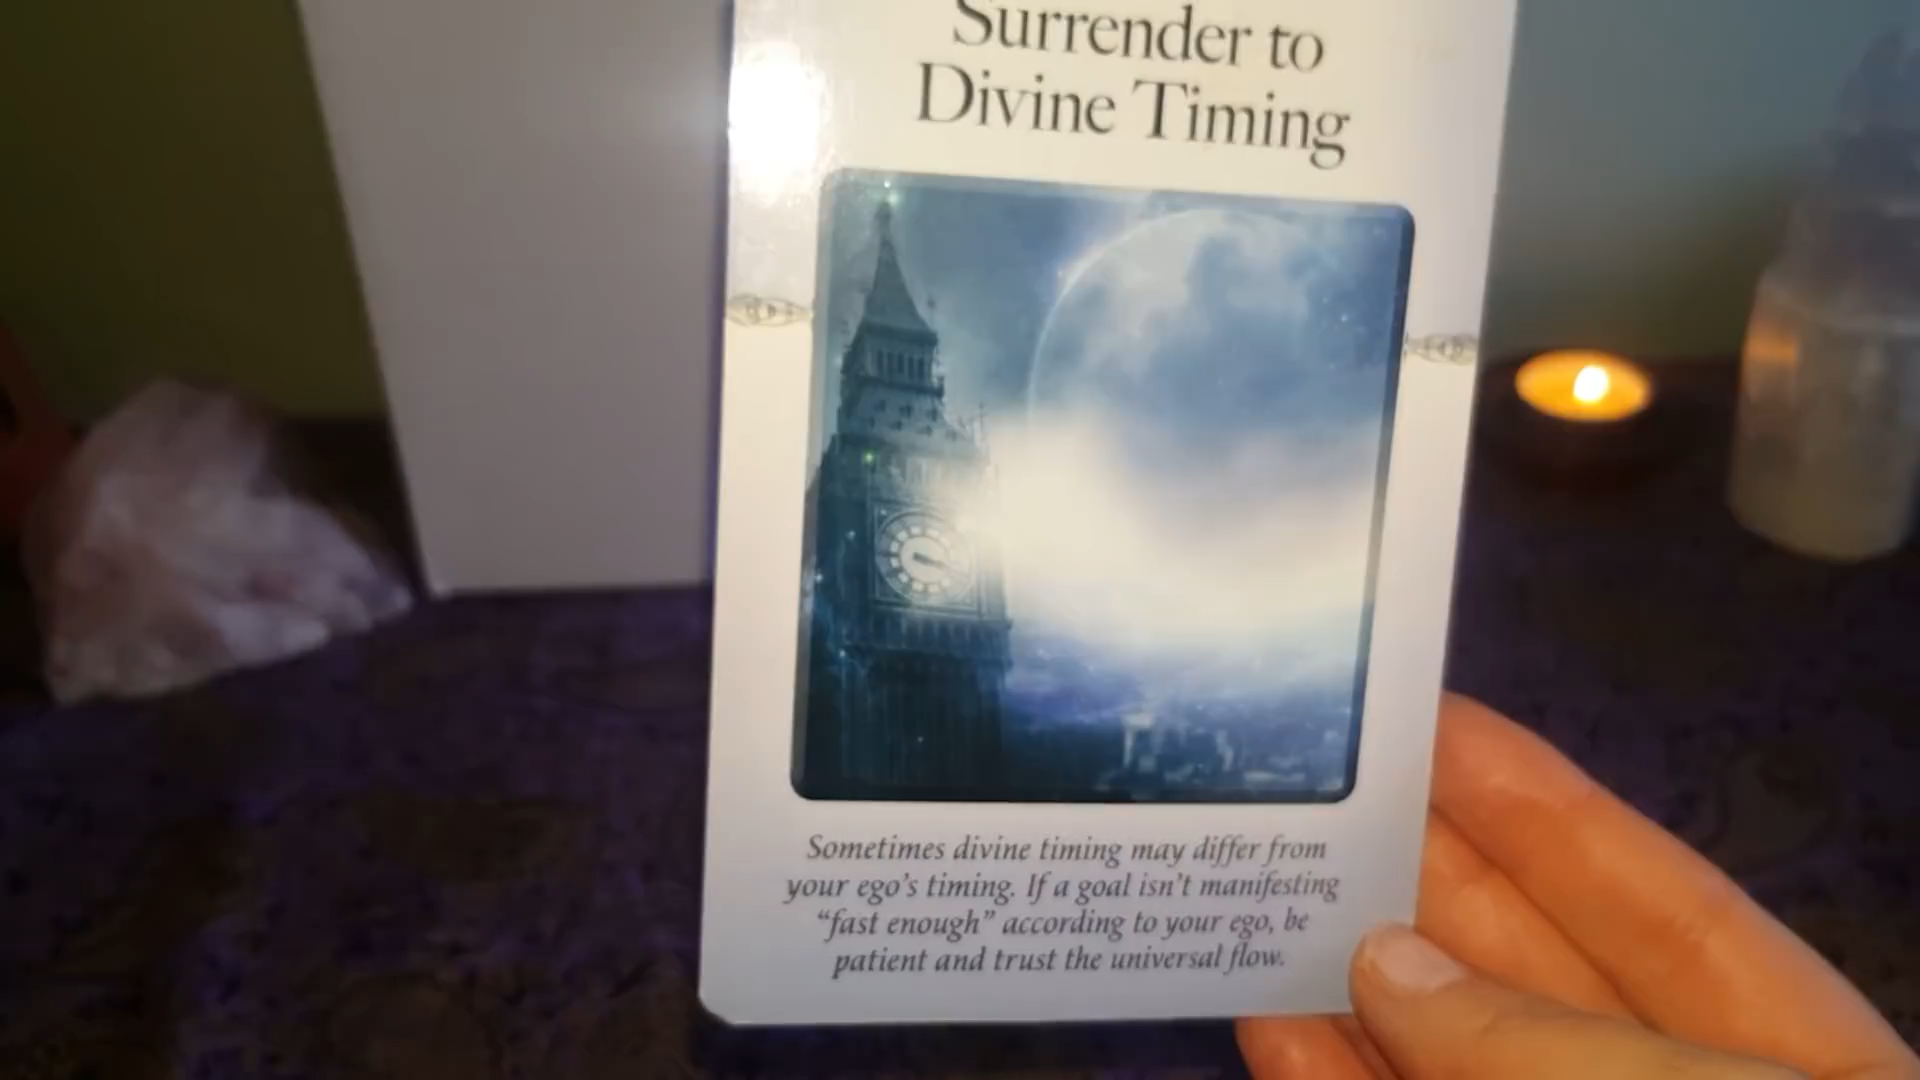 Surrender to
Divine Timing
Sometimes divine timing may differ from
your ego's timing. If a goal isn't manifesting
“fast enough” according to your ego, be
patient and trust the universal flow.